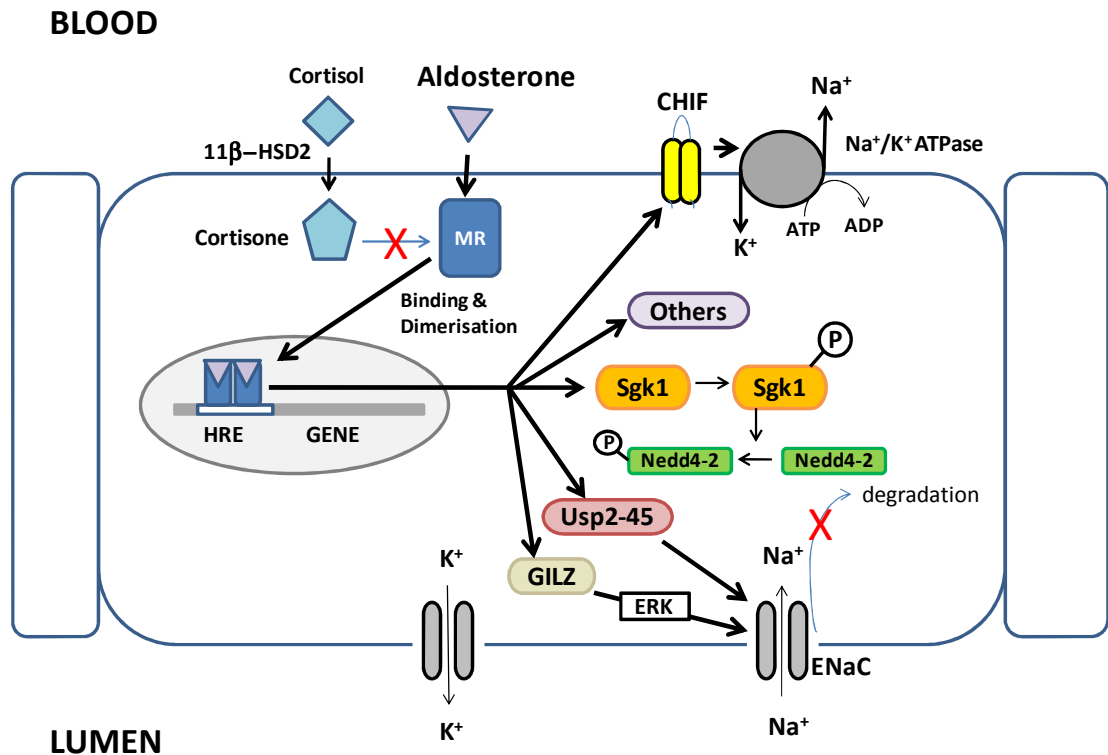 BLOOD
Cortisol
Aldosterone
CHIF
Na⁺
11β–HSD2
Na⁺/K⁺ATPase
Cortisone
MR
K⁺
ATP
ADP
Binding &
Dimerisation
Others
P
Sgk1
Sgk1
HRE
GENE
P
Nedd4-2
Nedd4-2
degradation
Usp2-45
X
X
K⁺
GILZ
Na⁺
ERK
ENaC
K⁺
Na⁺
LUMEN